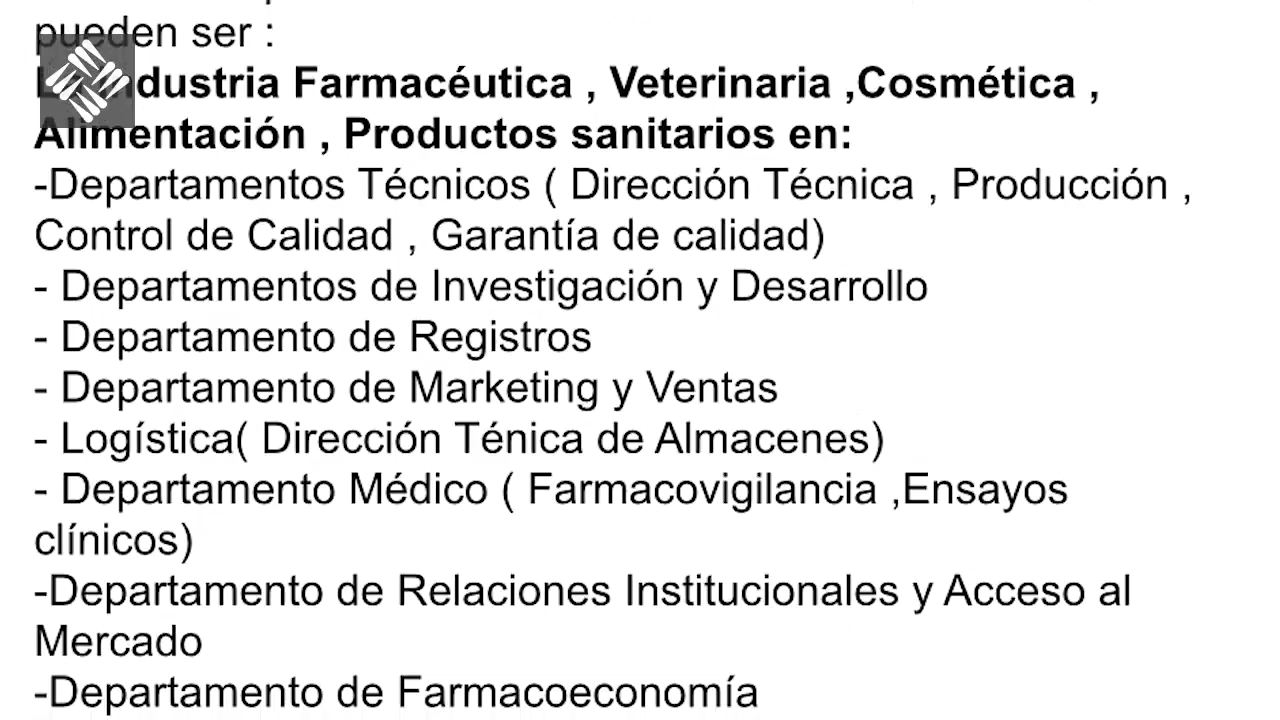 pueden ser :
La Industria Farmacéutica , Veterinaria ,Cosmética ,
Alimentación , Productos sanitarios en:
-Departamentos Técnicos ( Dirección Técnica , Producción ,
Control de Calidad , Garantía de calidad)
- Departamentos de Investigación y Desarrollo
- Departamento de Registros
- Departamento de Marketing y Ventas
- Logística( Dirección Ténica de Almacenes)
- Departamento Médico ( Farmacovigilancia ,Ensayos
clínicos)
-Departamento de Relaciones Institucionales y Acceso al
Mercado
-Departamento de Farmacoeconomía